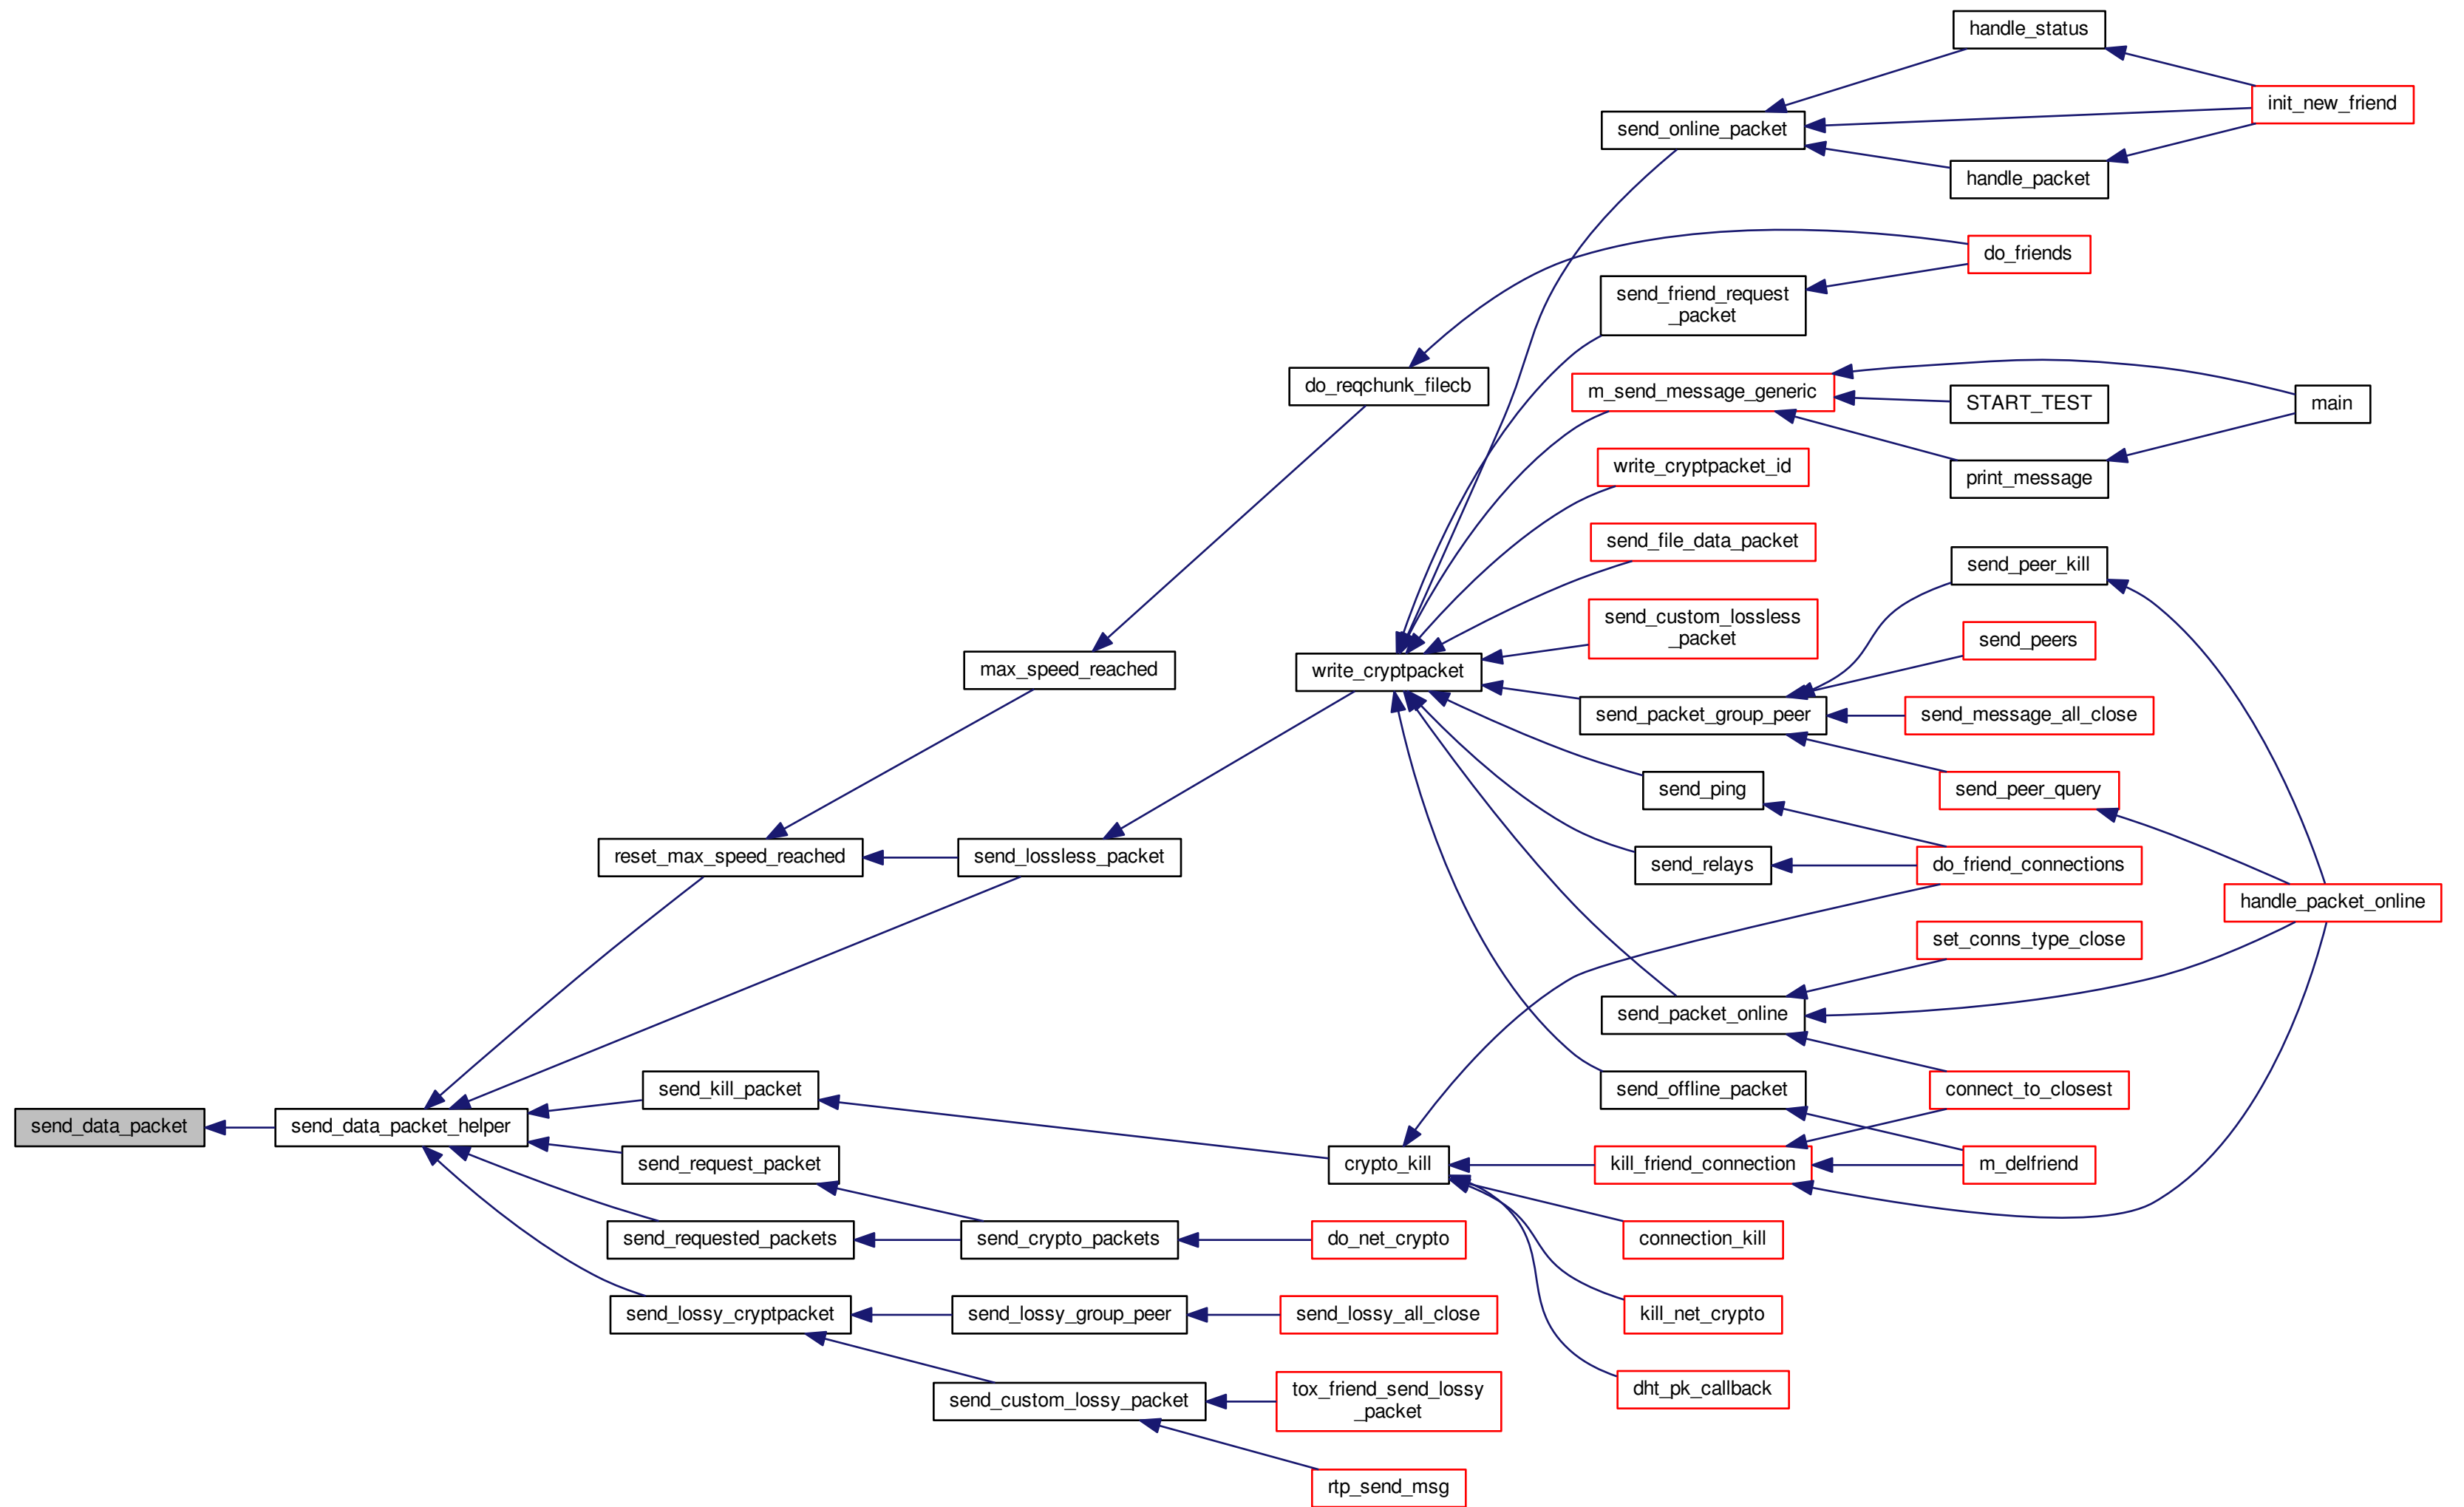 handle_status
init_new_friend
send_online_packet
handle_packet
do_friends
send_friend_request
_packet
do_reqchunk_filecb
m_send_message_generic
START_TEST
main
write_cryptpacket_id
print_message
send_file_data_packet
send_peer_kill
send_custom_lossless
_packet
send_peers
max_speed_reached
write_cryptpacket
send_packet_group_peer
send_message_all_close
send_ping
send_peer_query
reset_max_speed_reached
send_lossless_packet
send_relays
do_friend_connections
handle_packet_online
set_conns_type_close
send_packet_online
send_kill_packet
send_offline_packet
connect_to_closest
send_data_packet
send_data_packet_helper
send_request_packet
crypto_kill
kill_friend_connection
m_delfriend
send_requested_packets
send_crypto_packets
do_net_crypto
connection_kill
send_lossy_cryptpacket
send_lossy_group_peer
send_lossy_all_close
kill_net_crypto
send_custom_lossy_packet
tox_friend_send_lossy
_packet
dht_pk_callback
rtp_send_msg